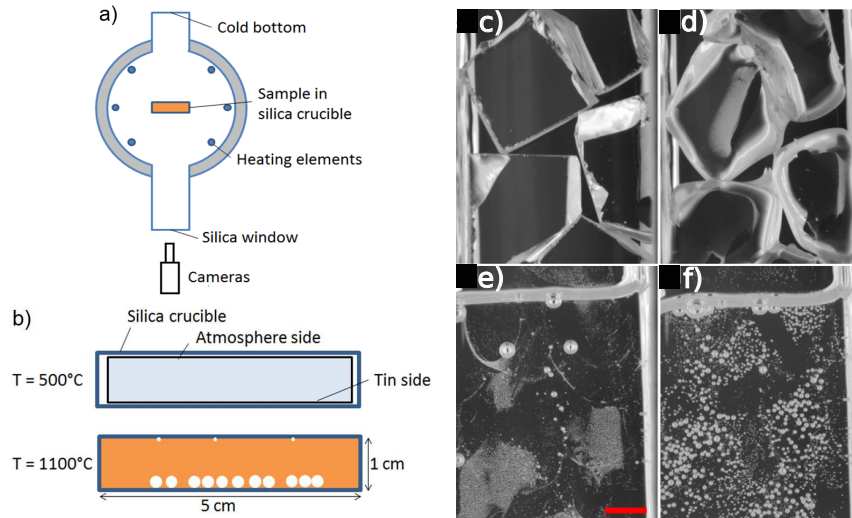 a)
Cold bottom
Sample in
silica crucible
Heating elements
Silica window
Cameras
b)
Silica crucible
Atmosphere side
Tin side
T = 500°C
T = 1100°C
1 cm
5 cm
c)
d)
e)
f)